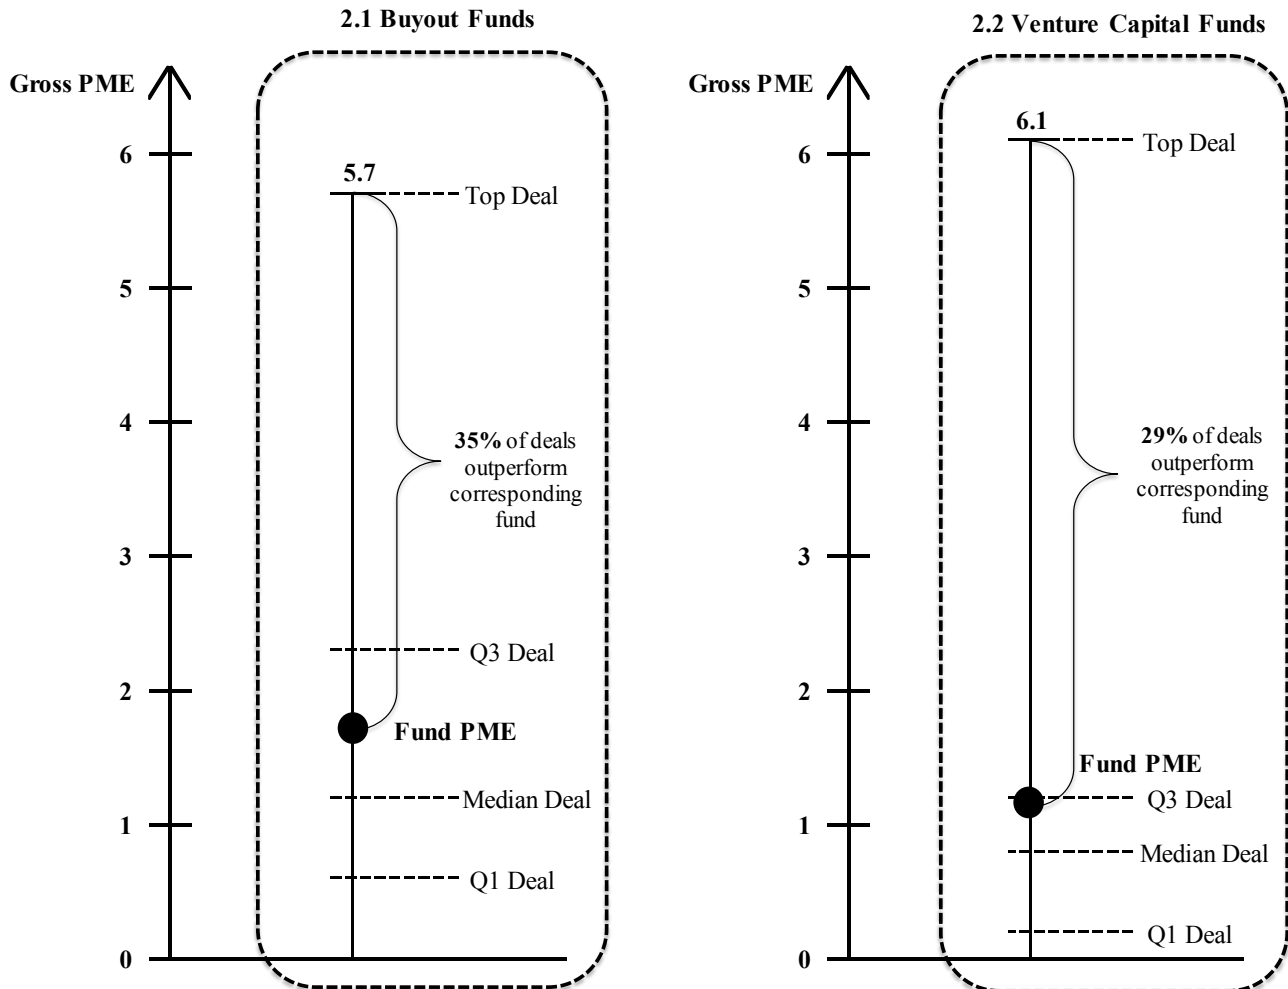 2.1 Buyout Funds
Gross PME
6
5
4
3
2
1
0
5.7
Top Deal
35% of deals
outperform
corresponding
fund
Q3 Deal
Fund PME
Median Deal
Q1 Deal
2.2 Venture Capital Funds
Gross PME
6
5
4
3
2
1
0
6.1
Top Deal
29% of deals
outperform
corresponding
fund
Fund PME
Q3 Deal
Median Deal
Q1 Deal